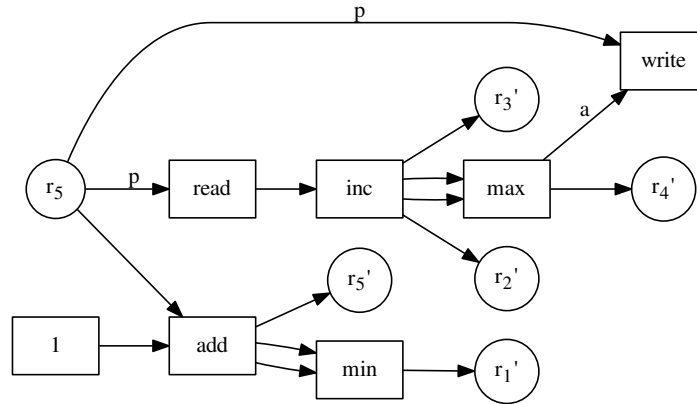 p
write
r3'
a
r5
p
read
inc
max
r4'
r5'
r2'
1
add
min
r1'